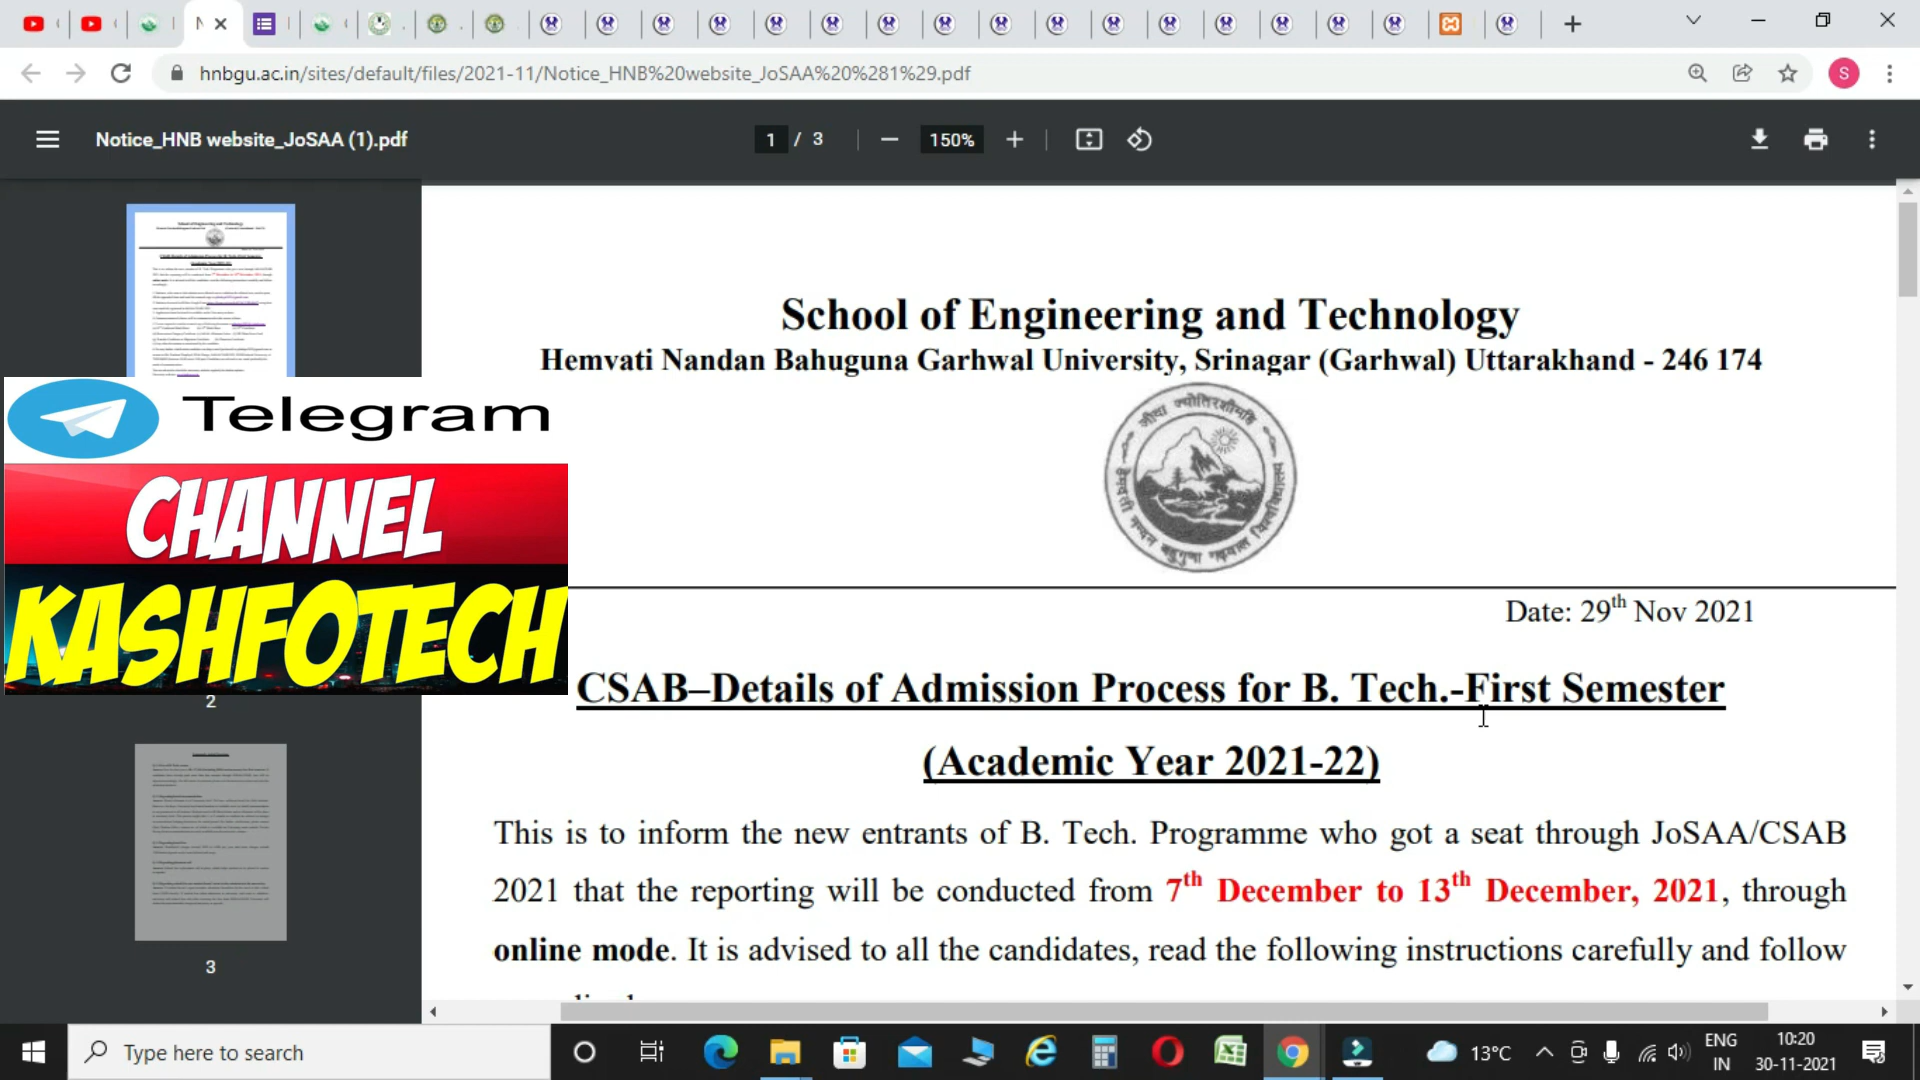 N
S
hnbgu.ac.in/sites/default/files/2021-11/Notice_HNB%20website_JoSAA%20%281%29.pdf
Notice_HNB website_JoSAA (1).pdf
1 / 3
150%
School of Engineering and Technology
Hemvati Nandan Bahuguna Garhwal University, Srinagar (Garhwal) Uttarakhand - 246 174
Telegram
CHANNEL
KASHFOTECH
Date: 29th Nov 2021
CSAB–Details of Admission Process for B. Tech.-First Semester
(Academic Year 2021-22)
This is to inform the new entrants of B. Tech. Programme who got a seat through JoSAA/CSAB
2021 that the reporting will be conducted from 7th December to 13th December, 2021, through
online mode. It is advised to all the candidates, read the following instructions carefully and follow
2
3
Type here to search
13°C
ENG
IN
10:20
30-11-2021